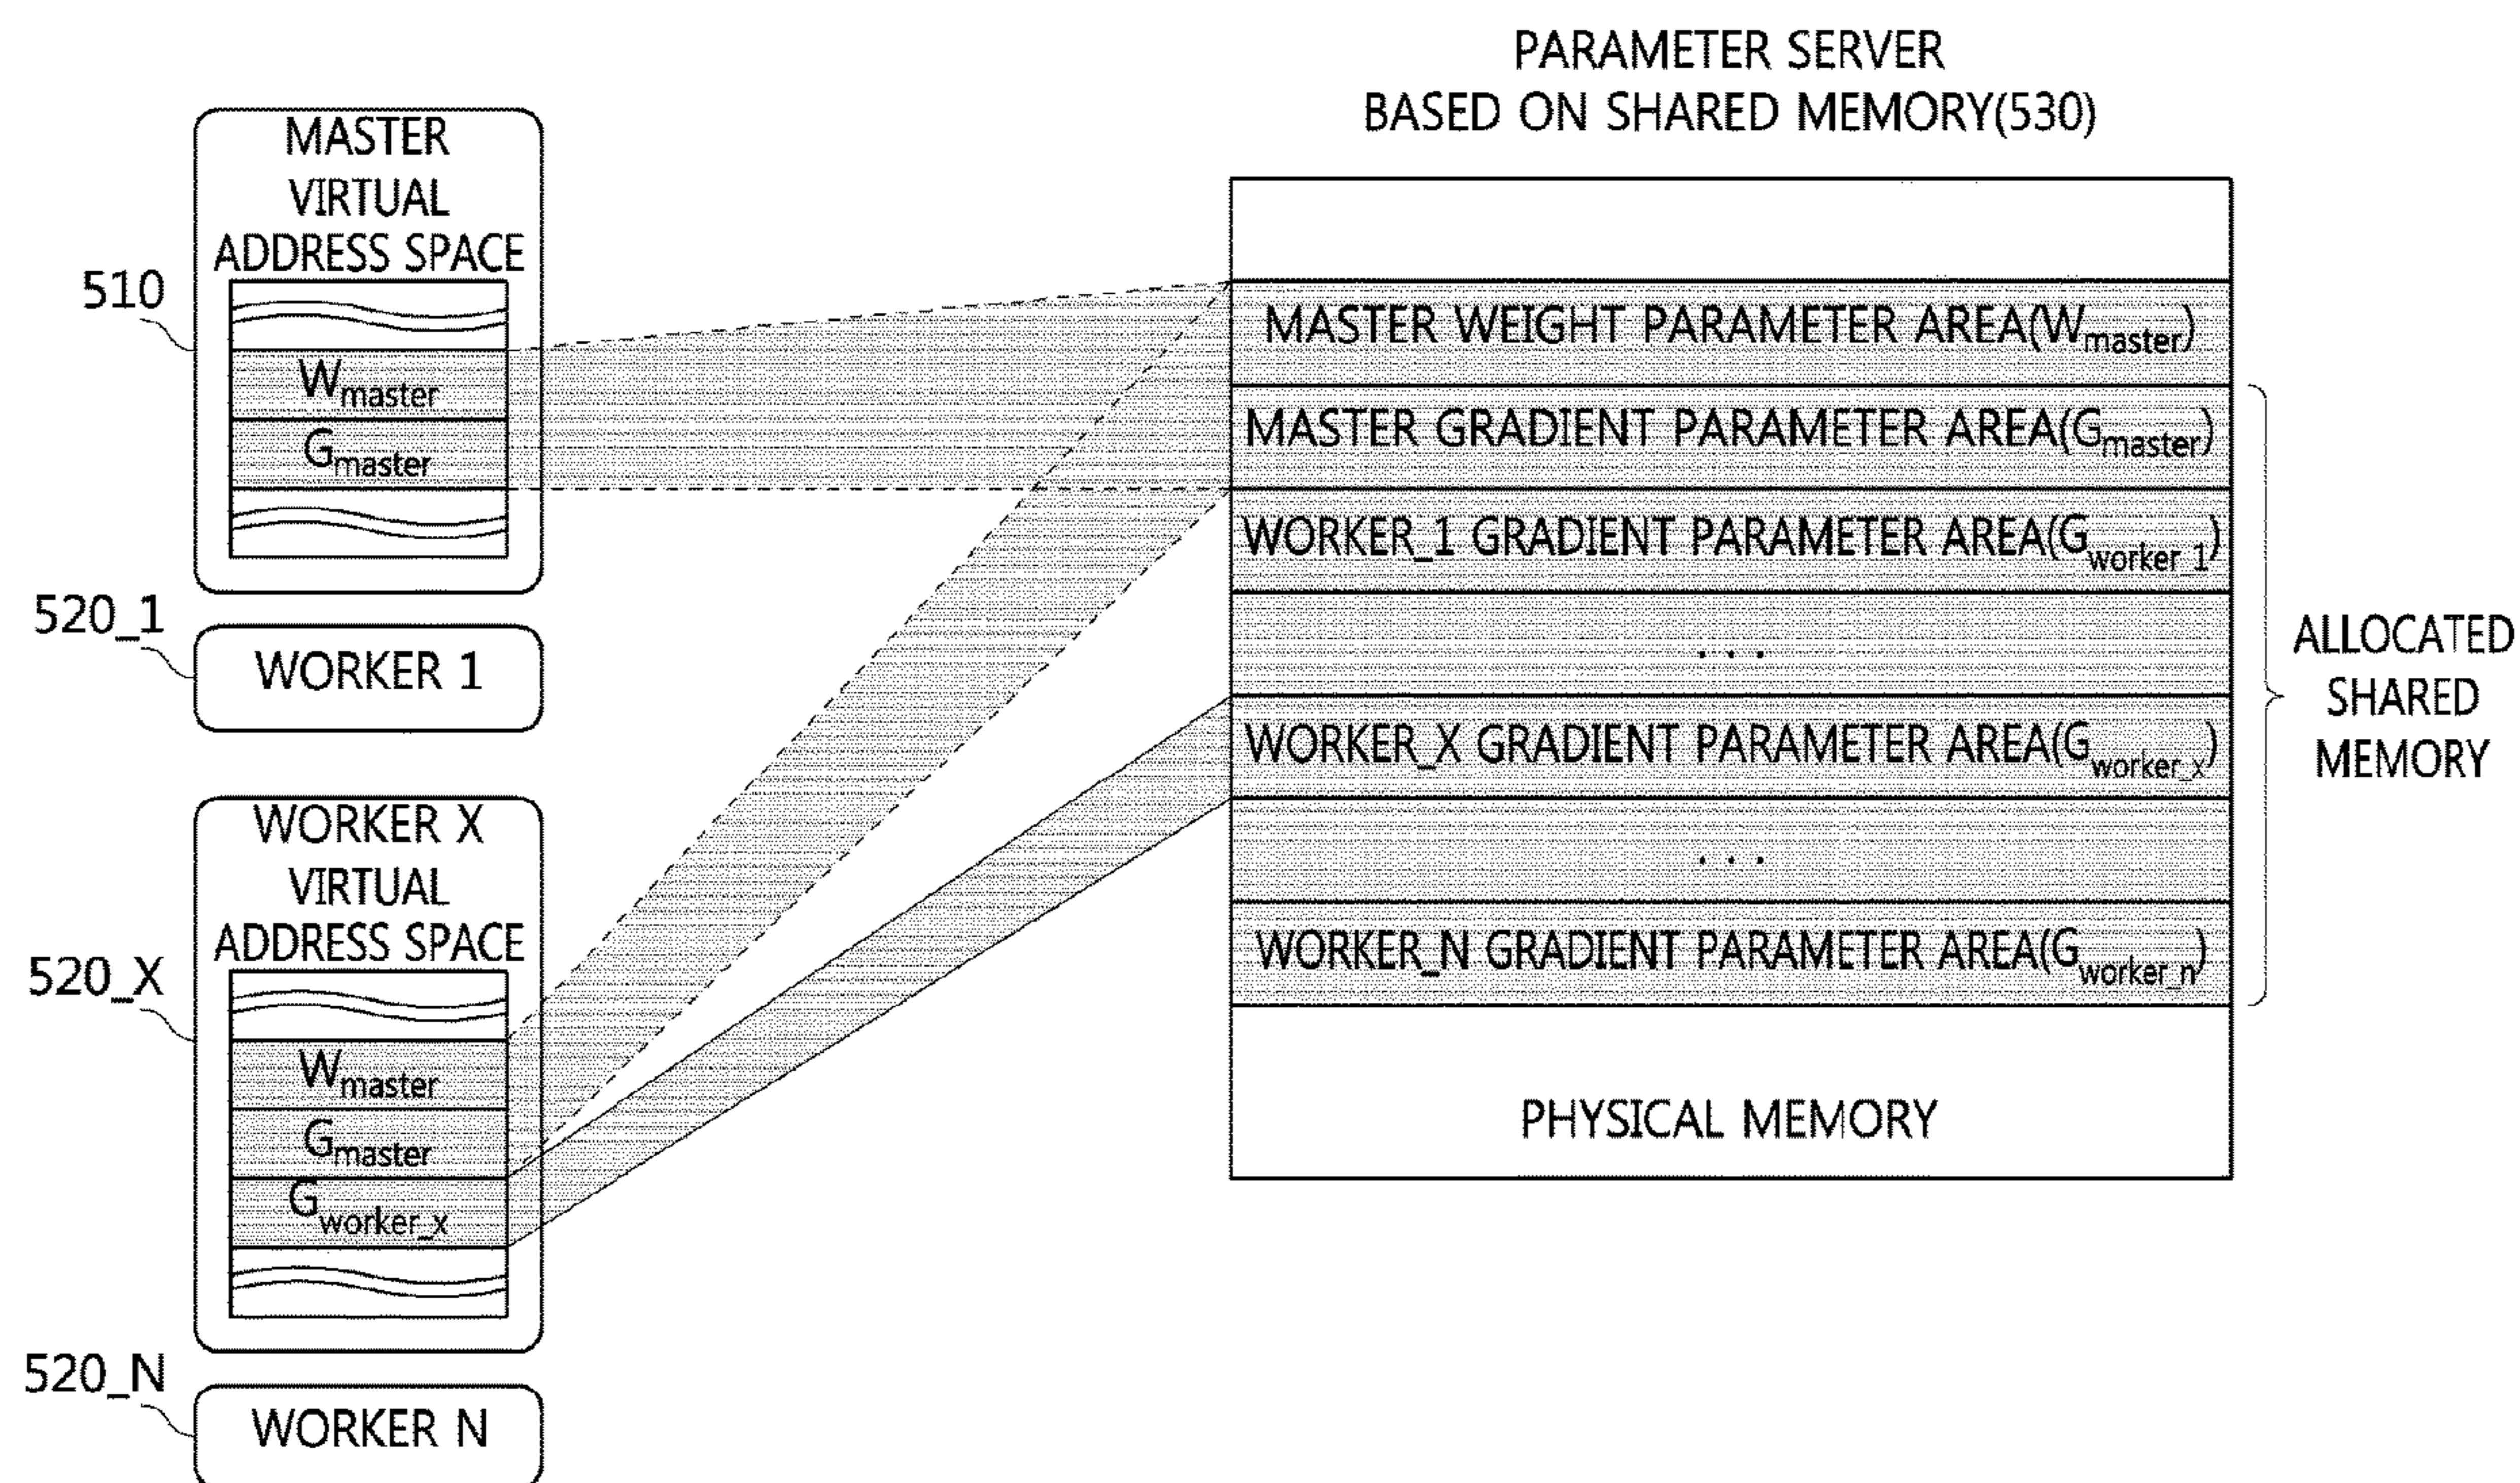 PARAMETER SERVER
BASED ON SHARED MEMORY(530)
MASTER
VIRTUAL
ADDRESS SPACE
510
Wmaster
Gmaster
520_1
WORKER 1
WORKER X
VIRTUAL
ADDRESS SPACE
520_X
Wmaster
Gmaster
Gworker_x
520_N
WORKER N
MASTER WEIGHT PARAMETER AREA(Wmaster)
MASTER GRADIENT PARAMETER AREA(Gmaster)
WORKER_1 GRADIENT PARAMETER AREA(Gworker_1)
. . .
WORKER_X GRADIENT PARAMETER AREA(Gworker_x)
. . .
WORKER_N GRADIENT PARAMETER AREA(Gworker_n)
PHYSICAL MEMORY
ALLOCATED
SHARED
MEMORY